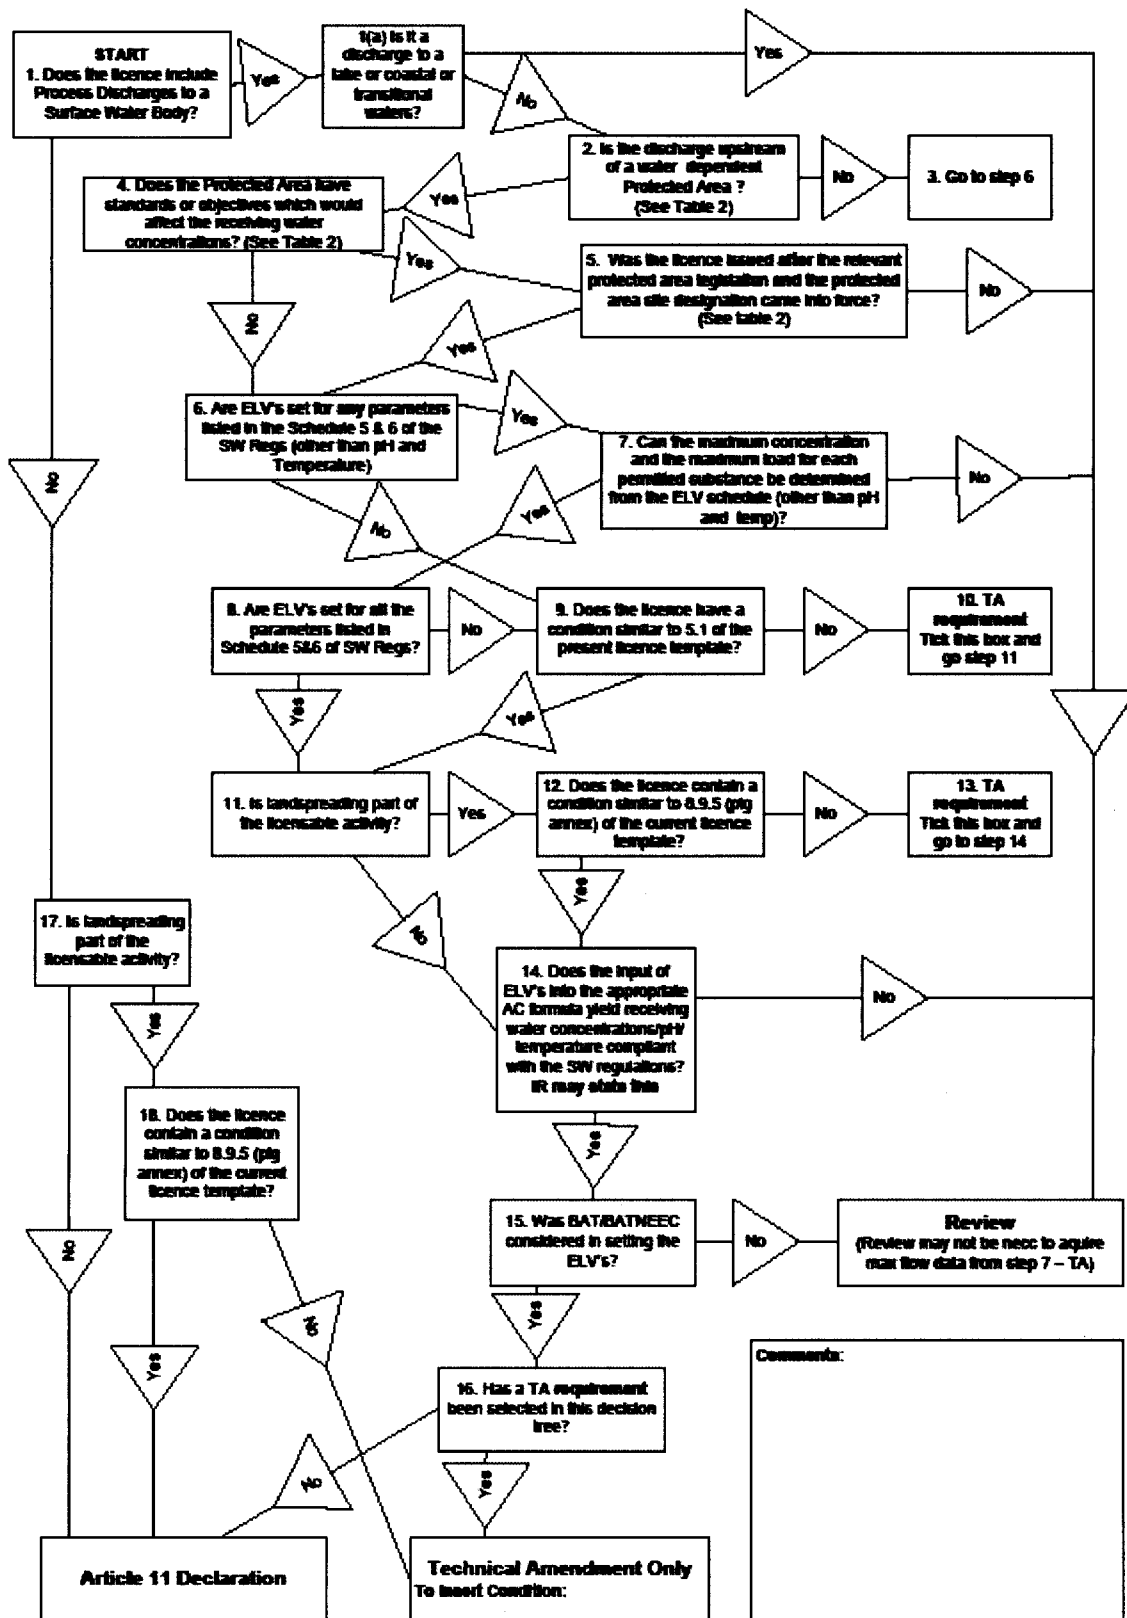 START
1. Does the licence include
Process Discharges to a
Surface Water Body?
Yes
1(a) Is it a
discharge to a
lake or coastal or
transitional
waters?
Yes
No
2. Is the discharge upstream
of a water dependent
Protected Area ?
(See Table 2)
No
3. Go to step 6
Yes
4. Does the Protected Area have
standards or objectives which would
affect the receiving water
concentrations? (See Table 2)
Yes
No
5. Was the licence issued after the relevant
protected area legislation and the protected
area site designation came into force?
(See table 2)
No
Yes
6. Are ELV's set for any parameters
listed in the Schedule 5 & 6 of the
SW Regs (other than pH and
Temperature)
Yes
No
7. Can the maximum concentration
and the maximum load for each
permitted substance be determined
from the ELV schedule (other than pH
and temp)?
No
Yes
No
8. Are ELV's set for all the
parameters listed in
Schedule 5&6 of SW Regs?
No
9. Does the licence have a
condition similar to 5.1 of the
present licence template?
No
10. TA
requirement
Tick this box and
go step 11
Yes
Yes
11. Is landspreading part of
the licensable activity?
Yes
12. Does the licence contain a
condition similar to 8.9.5 (pig
annex) of the current licence
template?
No
13. TA
requirement
Tick this box and
go to step 14
Yes
No
17. Is landspreading
part of the
licensable activity?
14. Does the input of
ELV's into the appropriate
AC formula yield receiving
water concentrations/pH/
temperature compliant
with the SW regulations?
IR may state this
No
Yes
18. Does the licence
contain a condition
similar to 8.9.5 (pig
annex) of the current
licence template?
Yes
15. Was BAT/BATNEEC
considered in setting the
ELV's?
No
Review
(Review may not be necc to aquire
max flow data from step 7 – TA)
No
No
Yes
Yes
16. Has a TA requirement
been selected in this decision
tree?
No
Yes
Comments:
Article 11 Declaration
Technical Amendment Only
To Insert Condition: